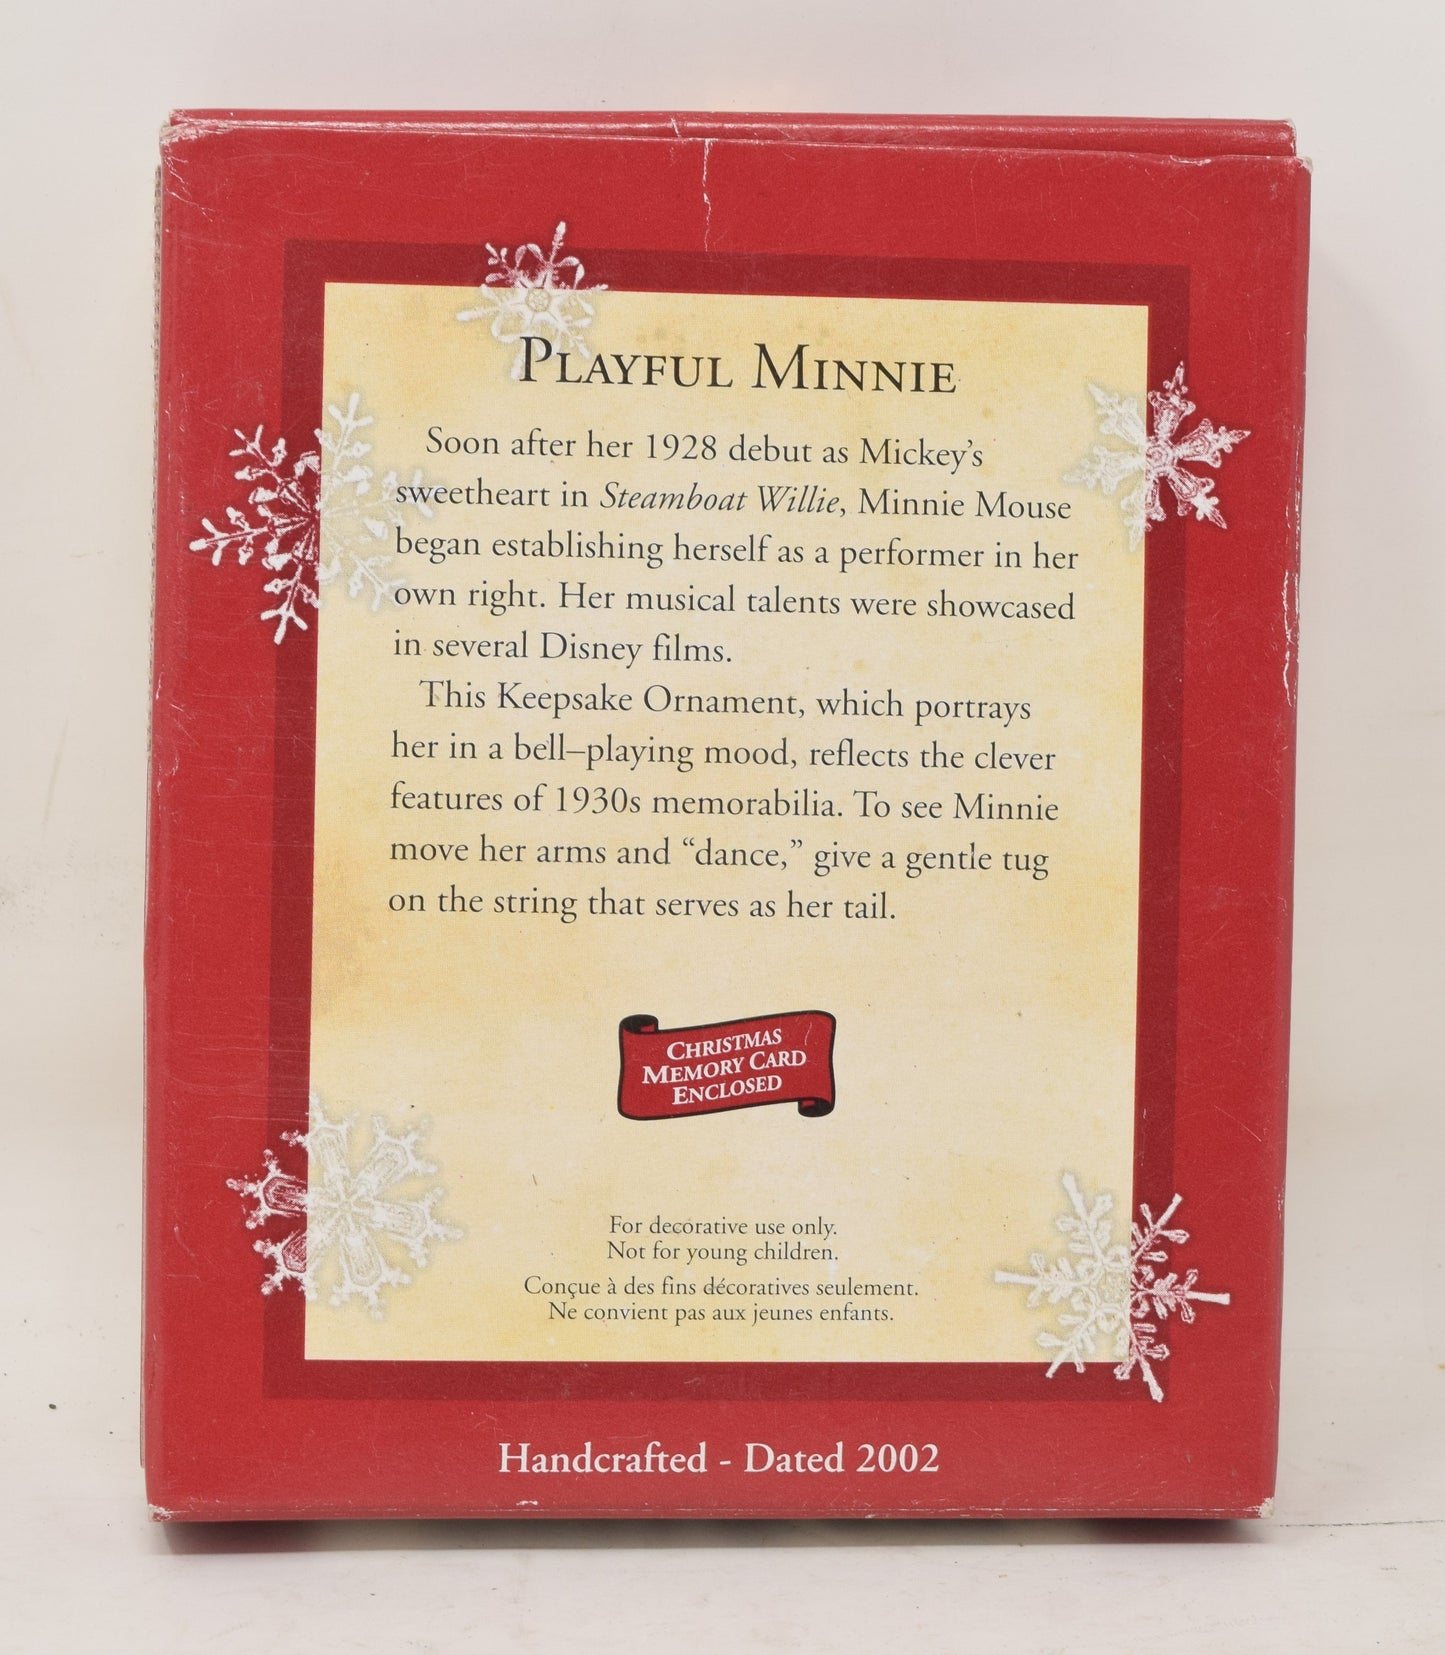 Playful Minnie
Soon after her 1928 debut as Mickey’s
sweetheart in Steamboat Willie, Minnie Mouse
began establishing herself as a performer in her
own right. Her musical talents were showcased
in several Disney films.
This Keepsake Ornament, which portrays
her in a bell–playing mood, reflects the clever
features of 1930s memorabilia. To see Minnie
move her arms and “dance,” give a gentle tug
on the string that serves as her tail.
Christmas
Memory Card
Enclosed
For decorative use only.
Not for young children.
Conçue à des fins décoratives seulement.
Ne convient pas aux jeunes enfants.
Handcrafted - Dated 2002